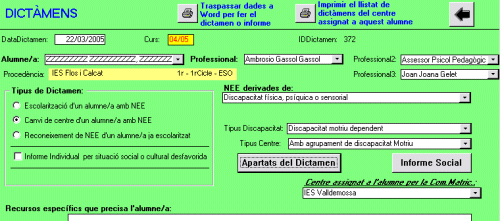 DICTÀMENS
Traspassar dades a
Word per fer el
dictamen o informe
Imprimir el llistat de
dictàmens del centre
assignat a aquest alumne
DataDictamen: 22/03/2005 Curs: 04/05 IDDictamen: 372
Alumne/a: ZZZZZZZZ ZZZZZZZZ, ZZZZZ Professional: Ambrosio Gassol Gassol Professional2: Assessor Psicol Pedagògic
Procedència: IES Flos i Calcat 1r - 1rCicle - ESO Professional3: Joan Joana Gelet
Tipus de Dictamen:
Escolarització d'un alumne/a amb NEE
Canvi de centre d'un alumne/a amb NEE
Reconeixement de NEE d'un alumne/a ja escolaritzat
Informe Individual per situació social o cultural desfavorida
NEE derivades de:
Discapacitat física, psíquica o sensorial
Tipus Discapacitat: Discapacitat motriu dependent
Tipus Centre: Amb agrupament de discapacitat Motriu
Apartats del Dictamen Informe Social
Centre assignat a l'alumne per la Com.Matric.:
IES Valldemossa
Recursos específics que precisa l'alumne/a: